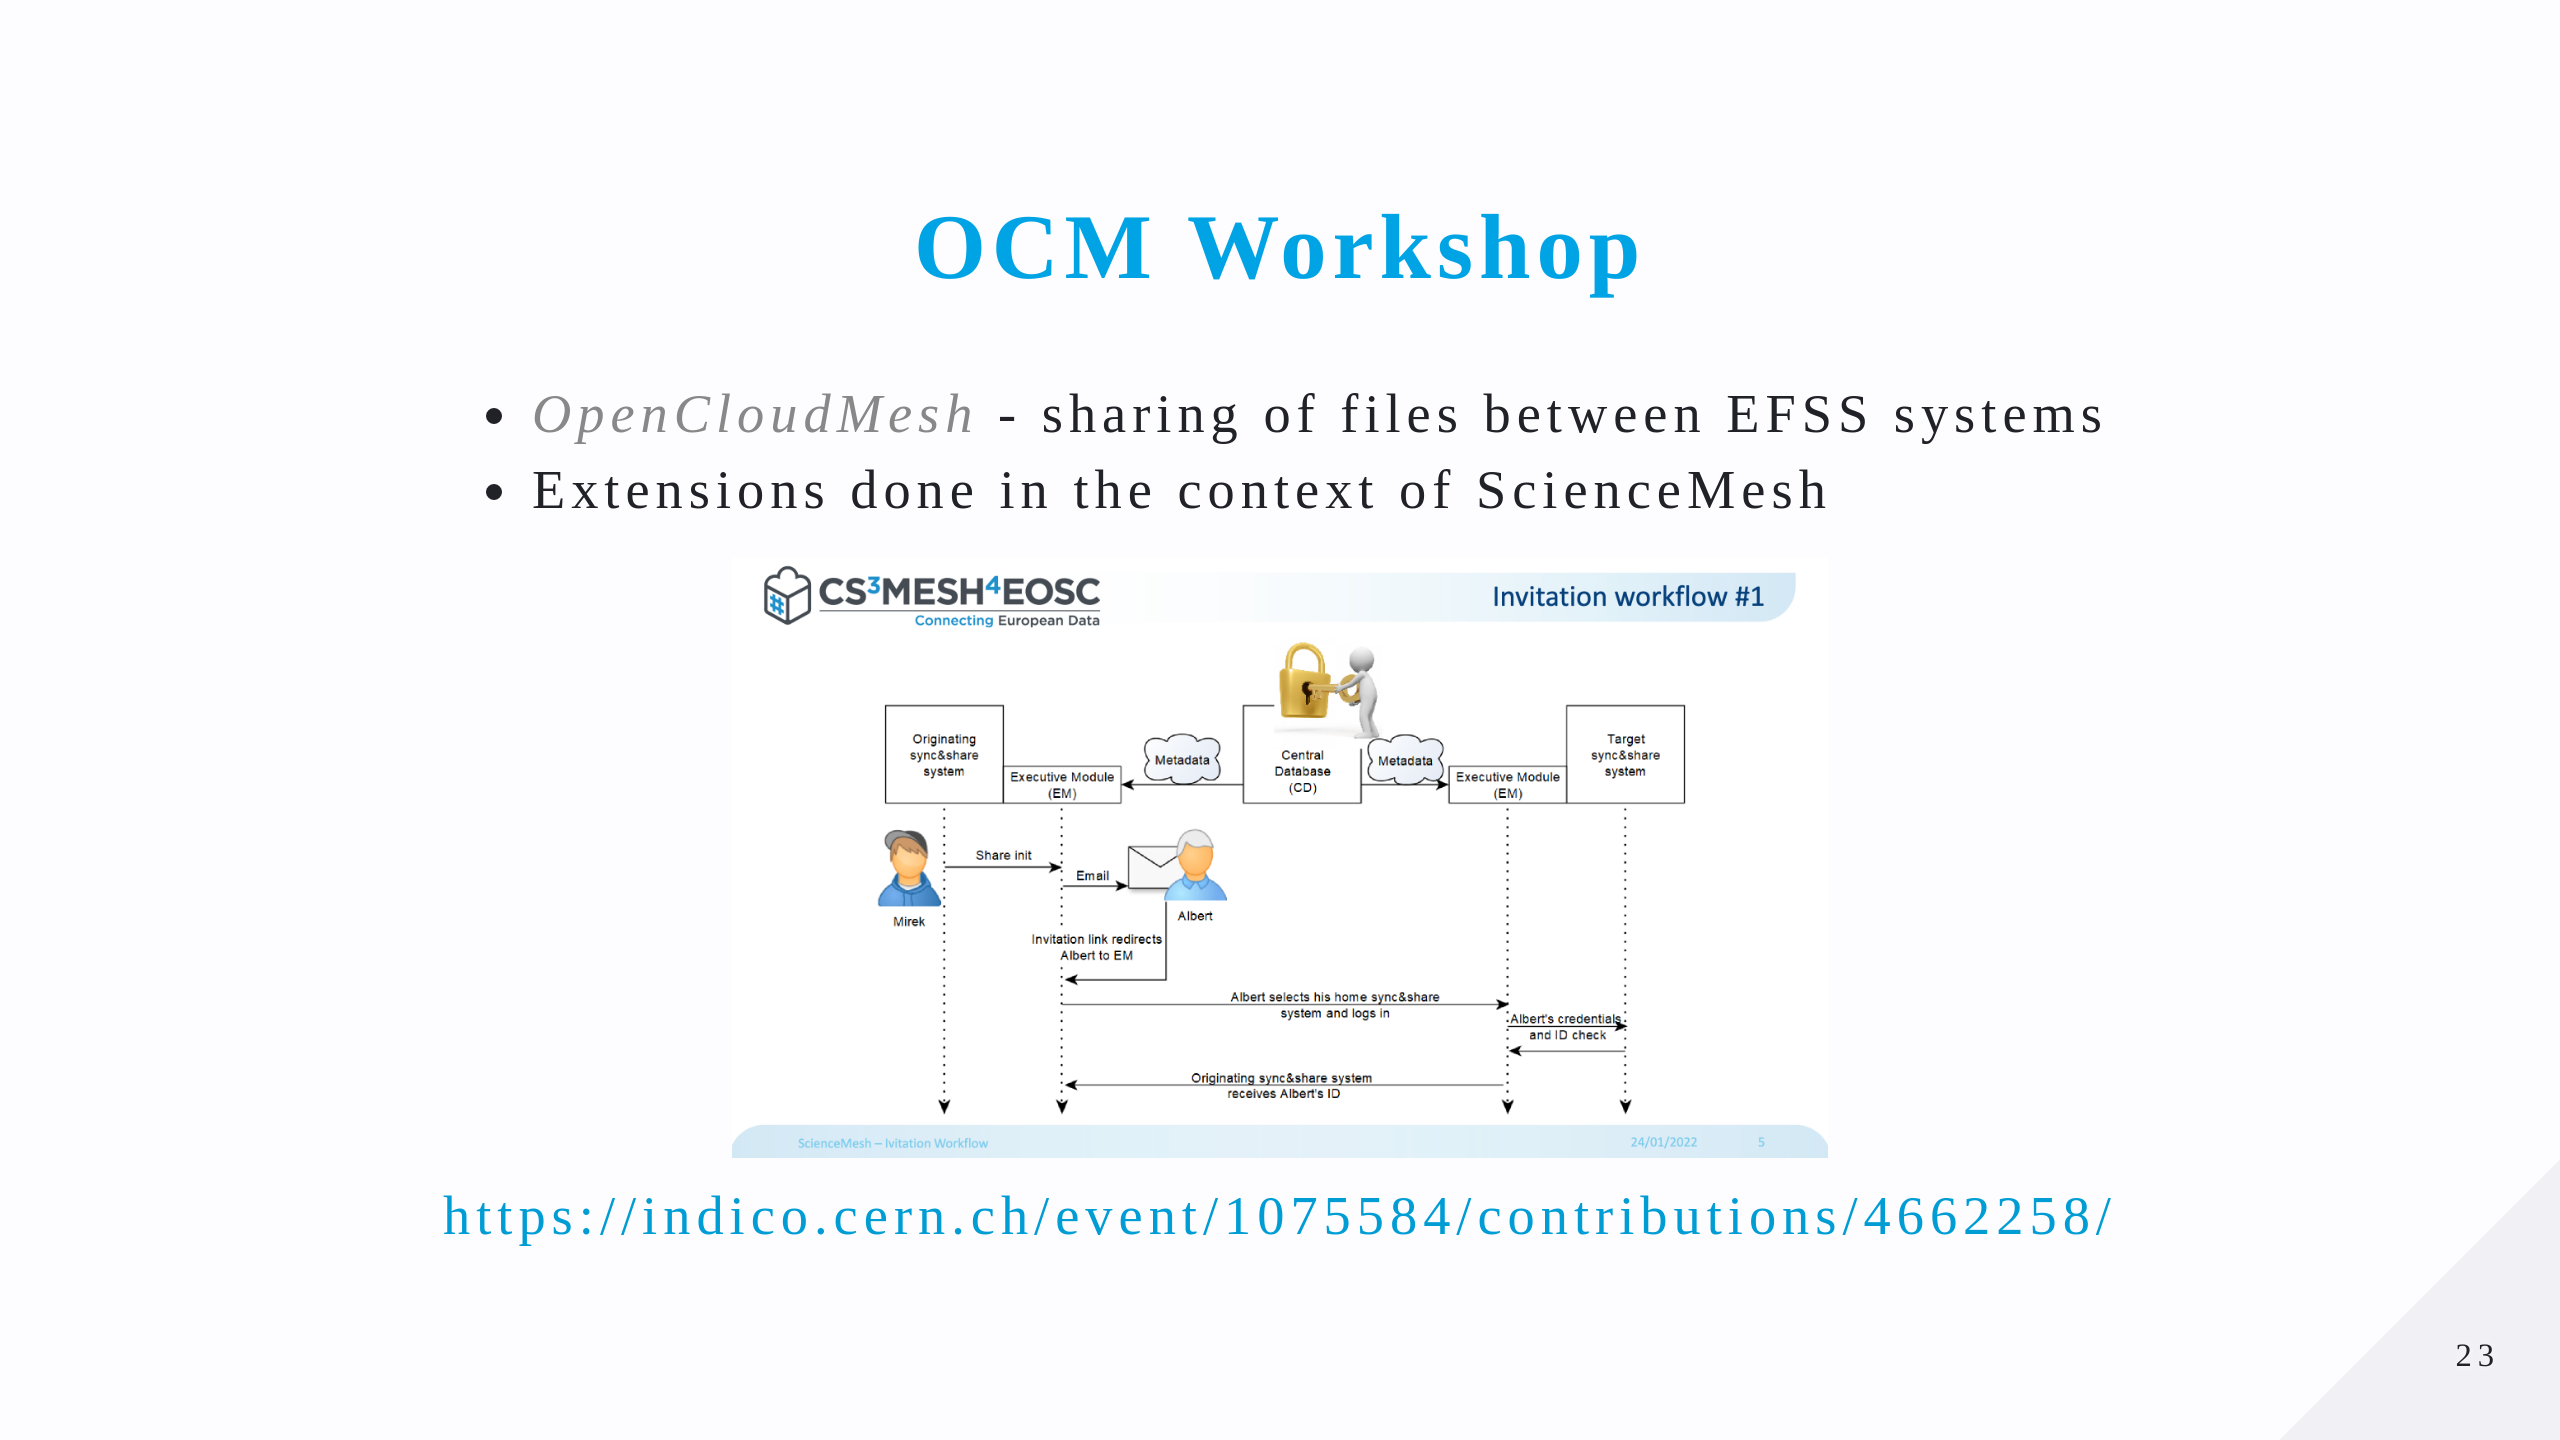 OCM Workshop
• OpenCloudMesh - sharing of files between EFSS systems
• Extensions done in the context of ScienceMesh
CS3MESH4EOSC
Connecting European Data
Invitation workflow #1
Originating
sync&share
system
Executive Module
(EM)
Metadata
Central
Database
(CD)
Metadata
Executive Module
(EM)
Target
sync&share
system
Share init
Email
Mirek
Albert
Invitation link redirects
Albert to EM
Albert selects his home sync&share
system and logs in
Albert's credentials
and ID check
Originating sync&share system
receives Albert's ID
ScienceMesh – Ivitation Workflow
24/01/2022
5
https://indico.cern.ch/event/1075584/contributions/4662258/
23